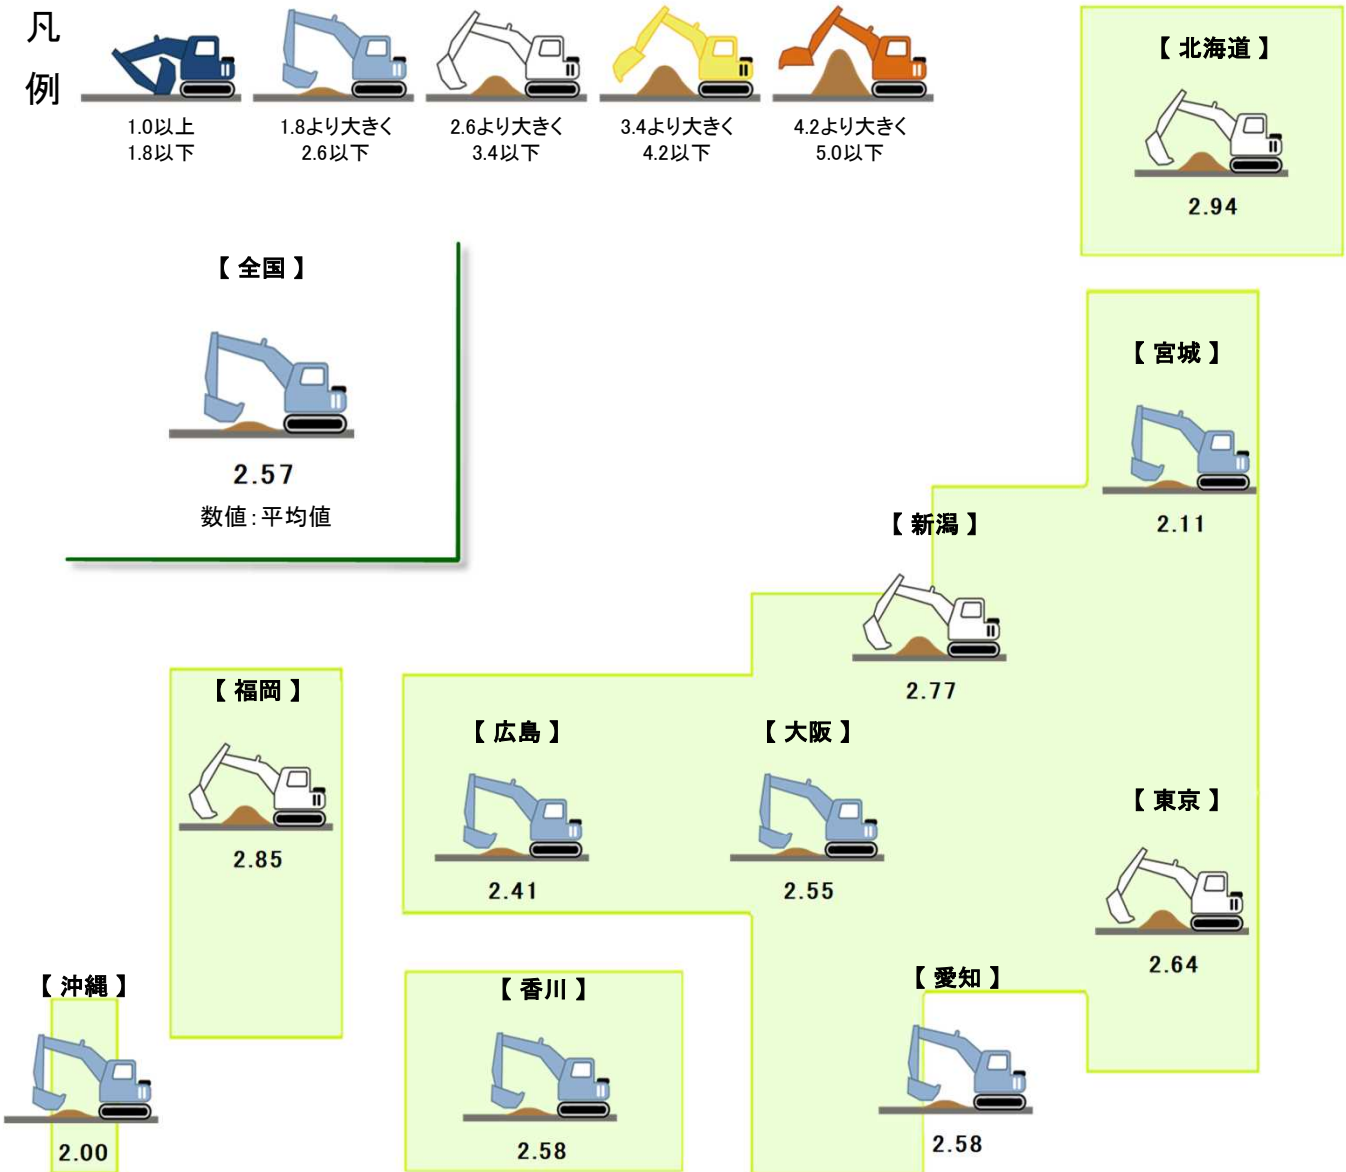 凡例
1.0以上
1.8以下
1.8より大きく
2.6以下
2.6より大きく
3.4以下
3.4より大きく
4.2以下
4.2より大きく
5.0以下
【 北海道 】
2.94
【 全国 】
2.57
数値：平均値
【 宮城 】
2.11
【 新潟 】
2.77
【 福岡 】
2.85
【 広島 】
2.41
【 大阪 】
2.55
【 東京 】
2.64
【 沖縄 】
2.00
【 香川 】
2.58
【 愛知 】
2.58